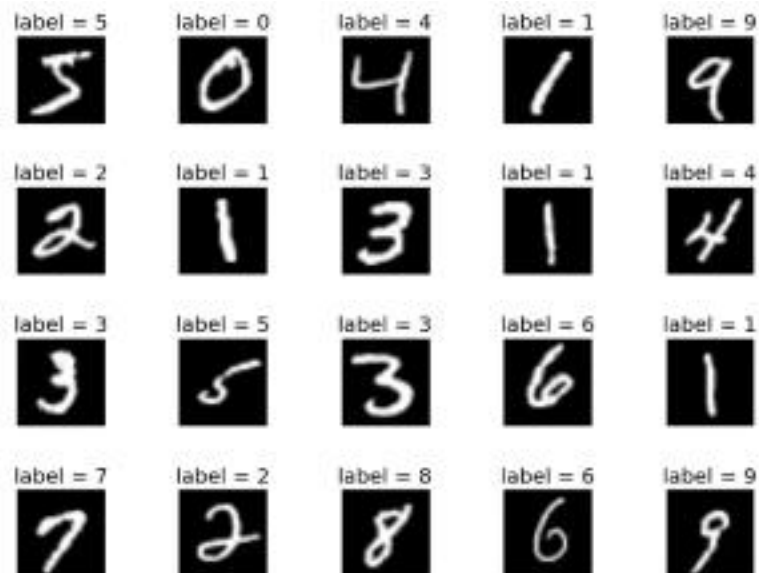 label = 5 label = 0 label = 4 label = 1 label = 9
5 0 4 1 9
label = 2 label = 1 label = 3 label = 1 label = 4
2 1 3 1 4
label = 3 label = 5 label = 3 label = 6 label = 1
3 5 3 6 1
label = 7 label = 2 label = 8 label = 6 label = 9
7 2 8 6 9